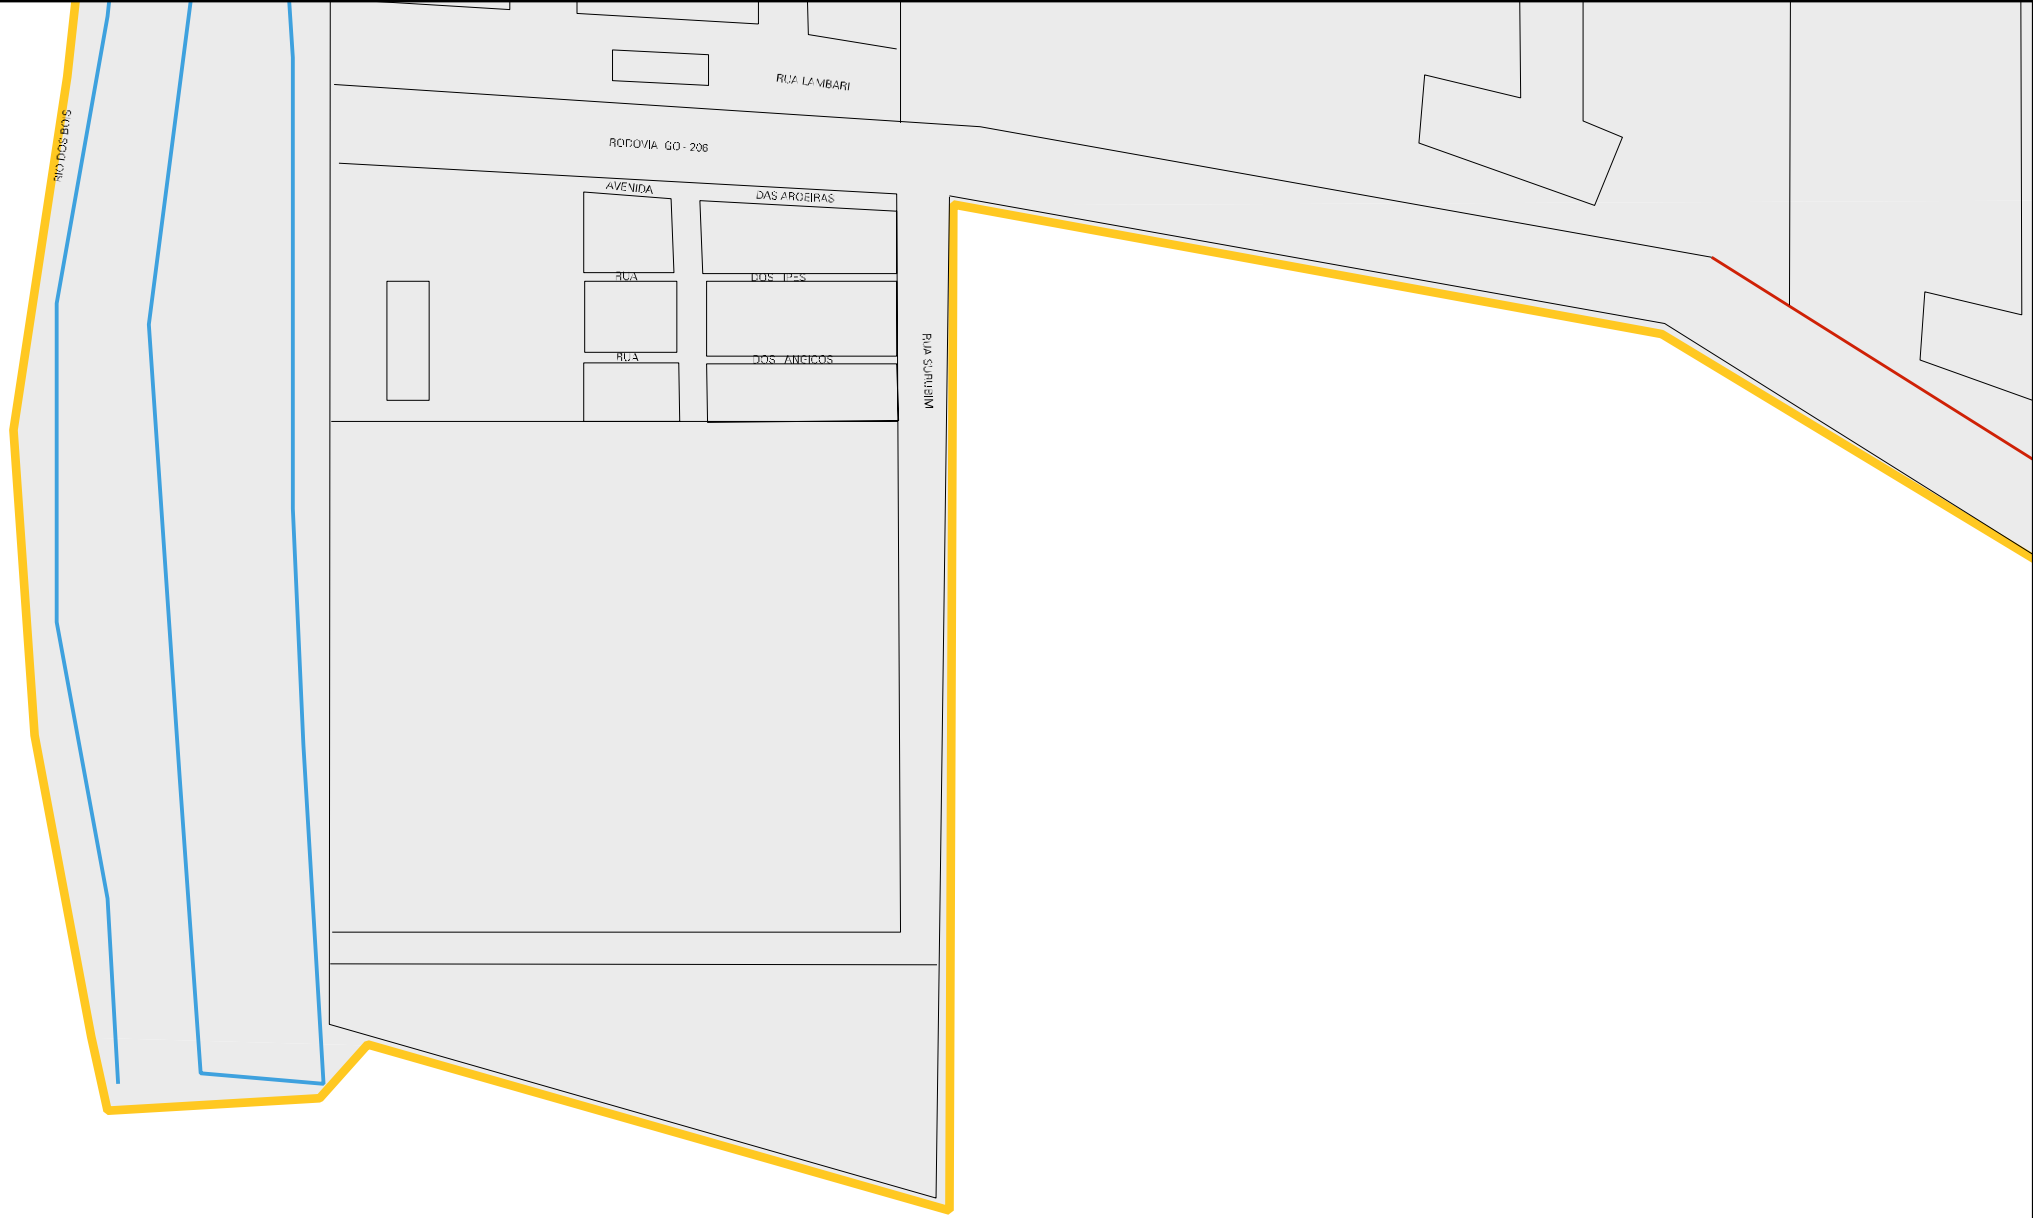 RUA LAMBARI
RIO DOS BOIS
RODOVIA GO - 206
AVENIDA DAS AROEIRAS
RUA DOS IPES
RUA SURUBIM
RUA DOS ANGICOS